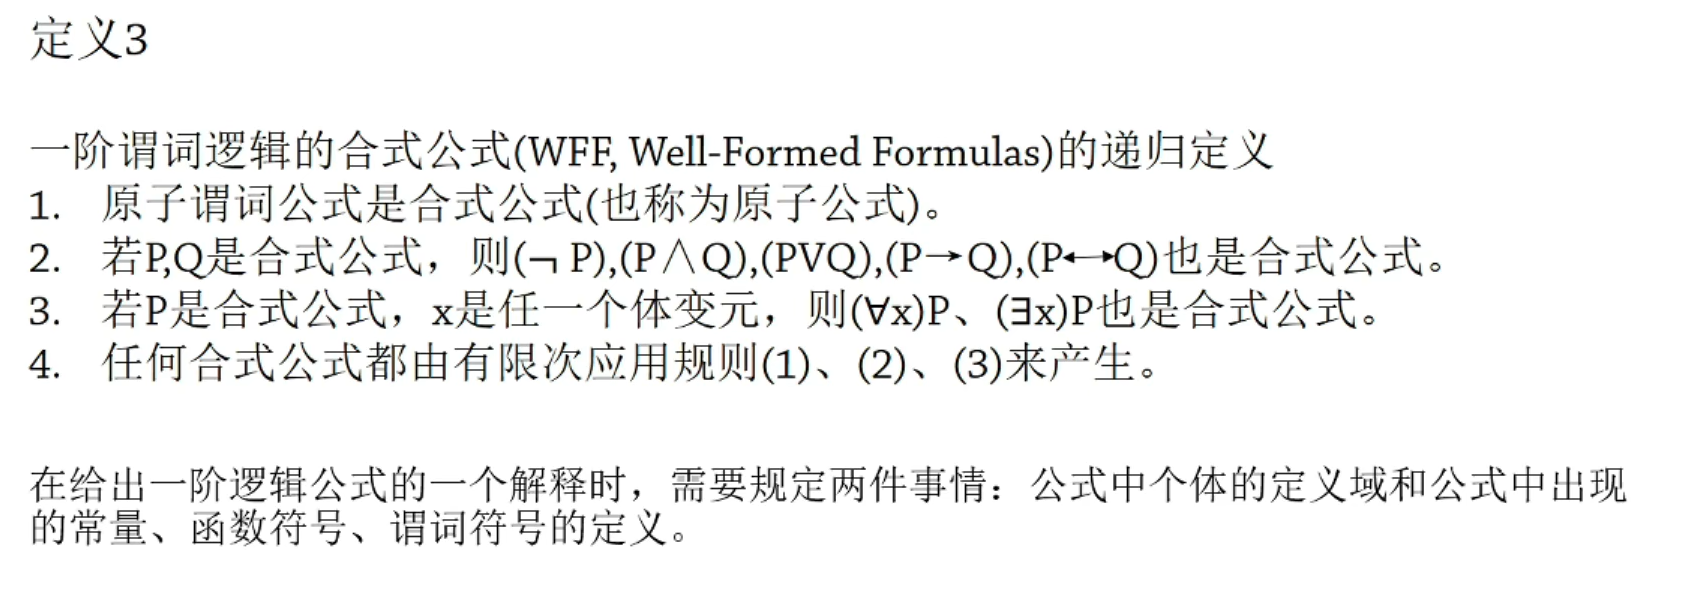 定义3
一阶谓词逻辑的合式公式(WFF, Well-Formed Formulas)的递归定义
1. 原子谓词公式是合式公式(也称为原子公式)。
2. 若P,Q是合式公式，则(¬ P),(P∧Q),(PVQ),(P→Q),(P↔Q)也是合式公式。
3. 若P是合式公式，x是任一个体变元，则(∀x)P、(∃x)P也是合式公式。
4. 任何合式公式都由有限次应用规则(1)、(2)、(3)来产生。
在给出一阶逻辑公式的一个解释时，需要规定两件事情：公式中个体的定义域和公式中出现
的常量、函数符号、谓词符号的定义。